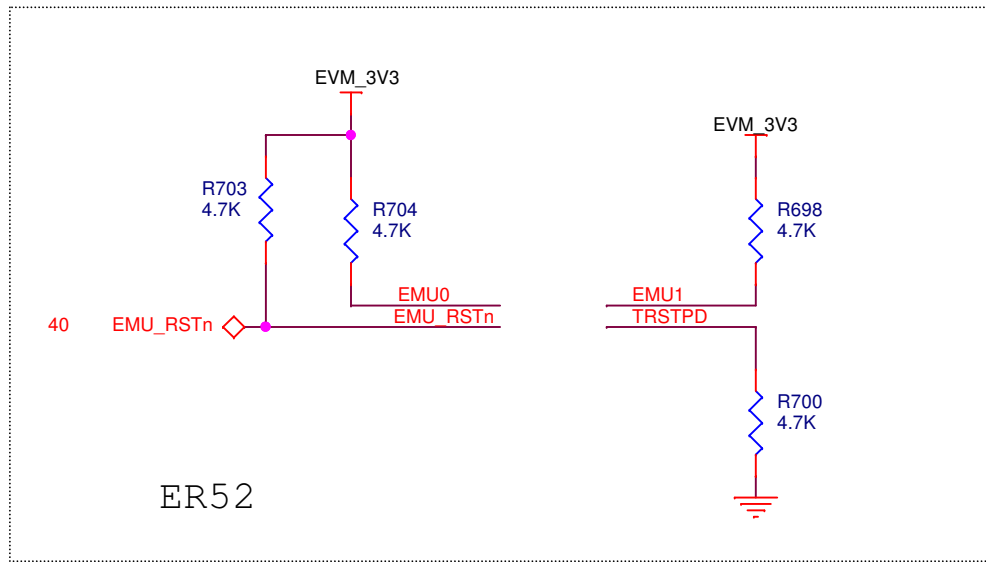 EVM_3V3
EVM_3V3
R703
4.7K
R704
4.7K
R698
4.7K
EMU0
EMU1
40
EMU_RSTn
EMU_RSTn
TRSTPD
R700
4.7K
ER52